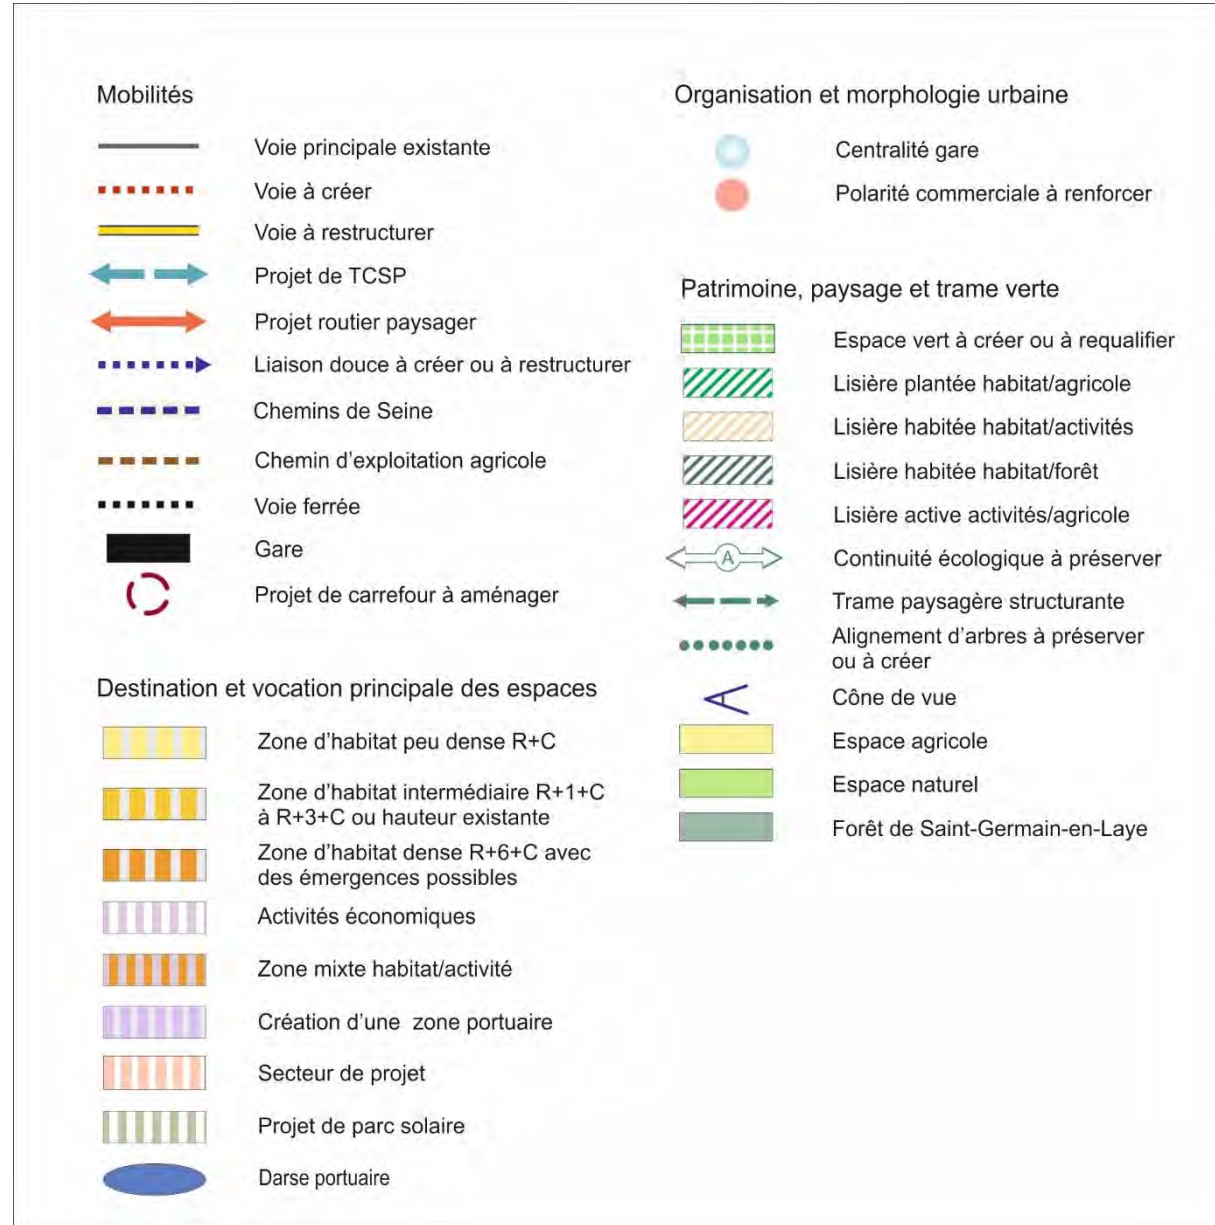 Mobilités
Voie principale existante
Voie à créer
Voie à restructurer
Projet de TCSP
Projet routier paysager
Liaison douce à créer ou à restructurer
Chemins de Seine
Chemin d'exploitation agricole
Voie ferrée
Gare
Projet de carrefour à aménager
Destination et vocation principale des espaces
Zone d'habitat peu dense R+C
Zone d'habitat intermédiaire R+1+C
à R+3+C ou hauteur existante
Zone d'habitat dense R+6+C avec
des émergences possibles
Activités économiques
Zone mixte habitat/activité
Création d'une zone portuaire
Secteur de projet
Projet de parc solaire
Darse portuaire
Organisation et morphologie urbaine
Centralité gare
Polarité commerciale à renforcer
Patrimoine, paysage et trame verte
Espace vert à créer ou à requalifier
Lisière plantée habitat/agricole
Lisière habitée habitat/activités
Lisière habitée habitat/forêt
Lisière active activités/agricole
A Continuité écologique à préserver
Trame paysagère structurante
Alignement d'arbres à préserver
ou à créer
Cône de vue
Espace agricole
Espace naturel
Forêt de Saint-Germain-en-Laye